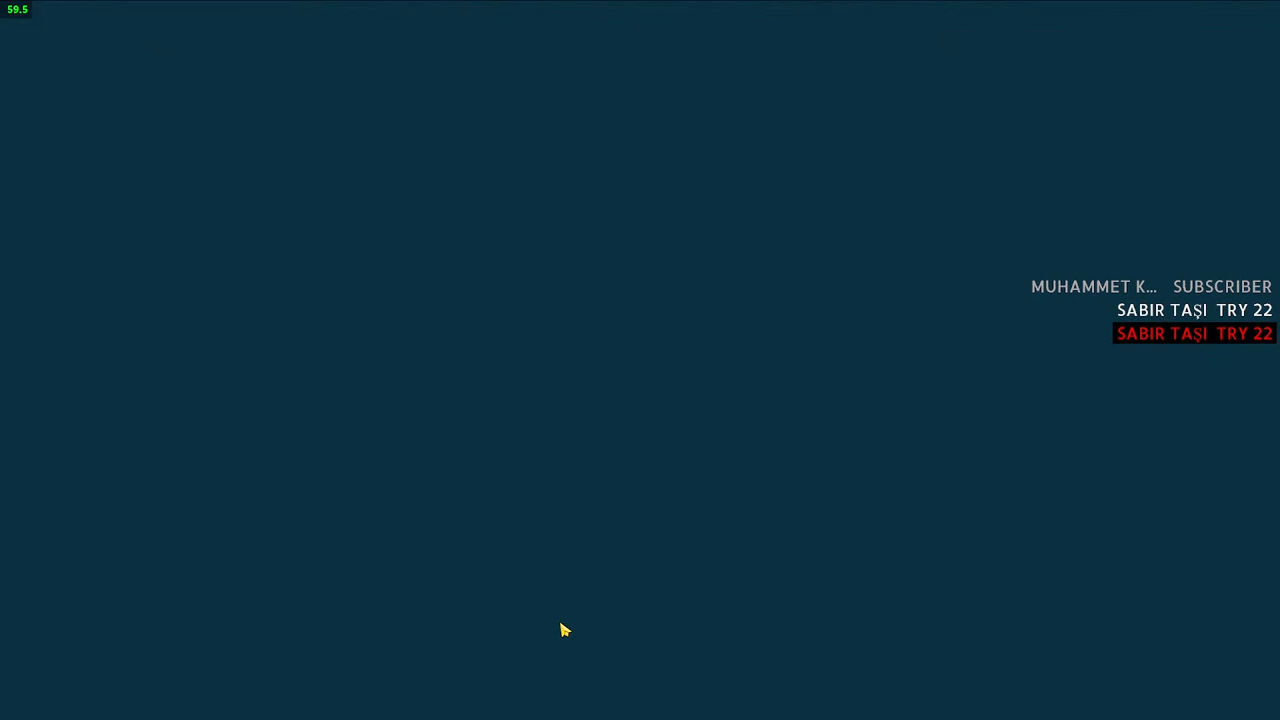 59.5
MUHAMMET K... SUBSCRIBER
SABIR TAŞI TRY 22
SABIR TAŞI TRY 22